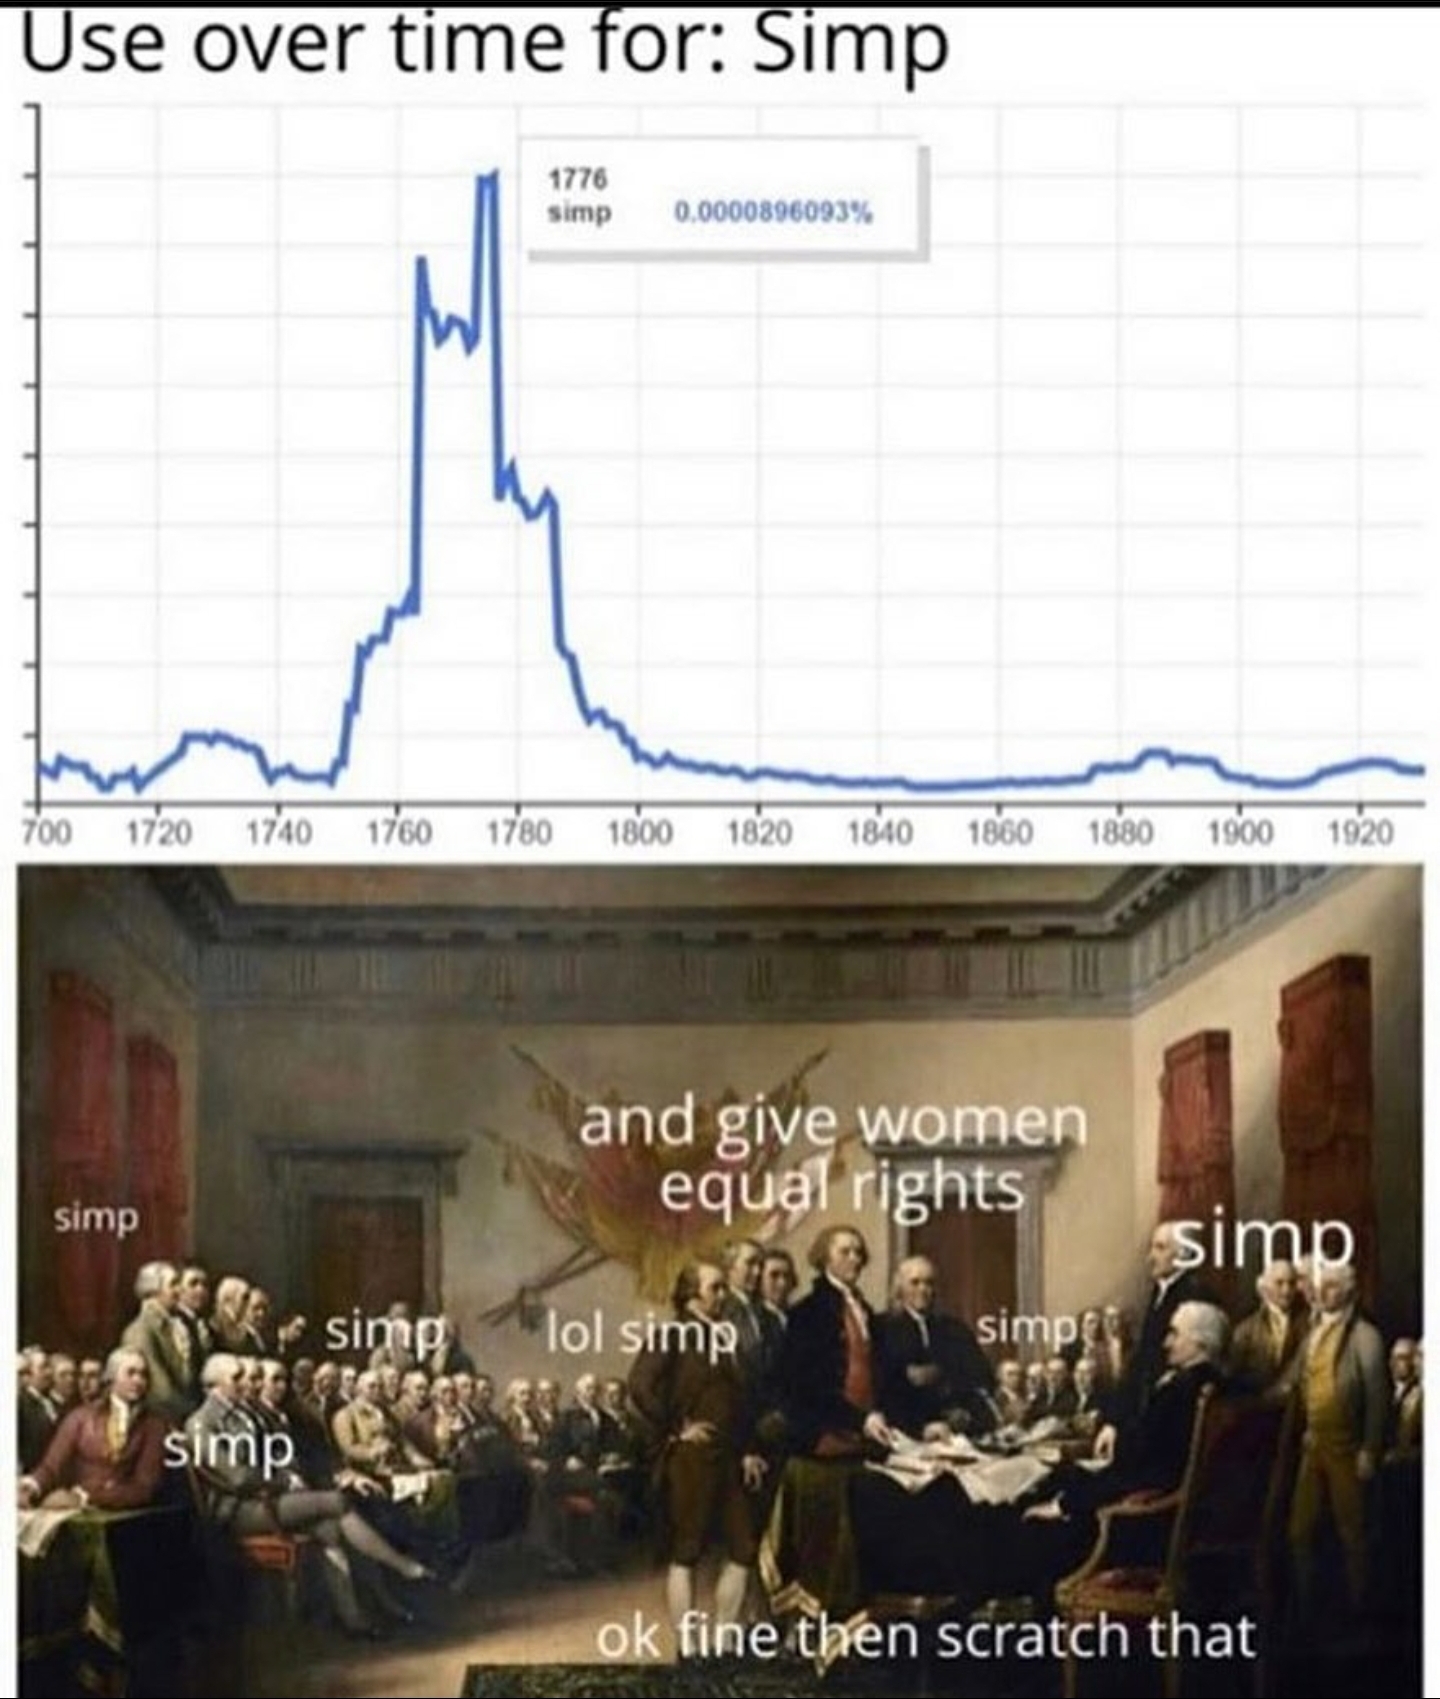 Use over time for: Simp
1776
simp 0.0000896093%
700 1720 1740 1760 1780 1800 1820 1840 1860 1880 1900 1920
and give women
equal rights
simp
simp
simp
lol simp
simp
simp
ok fine then scratch that